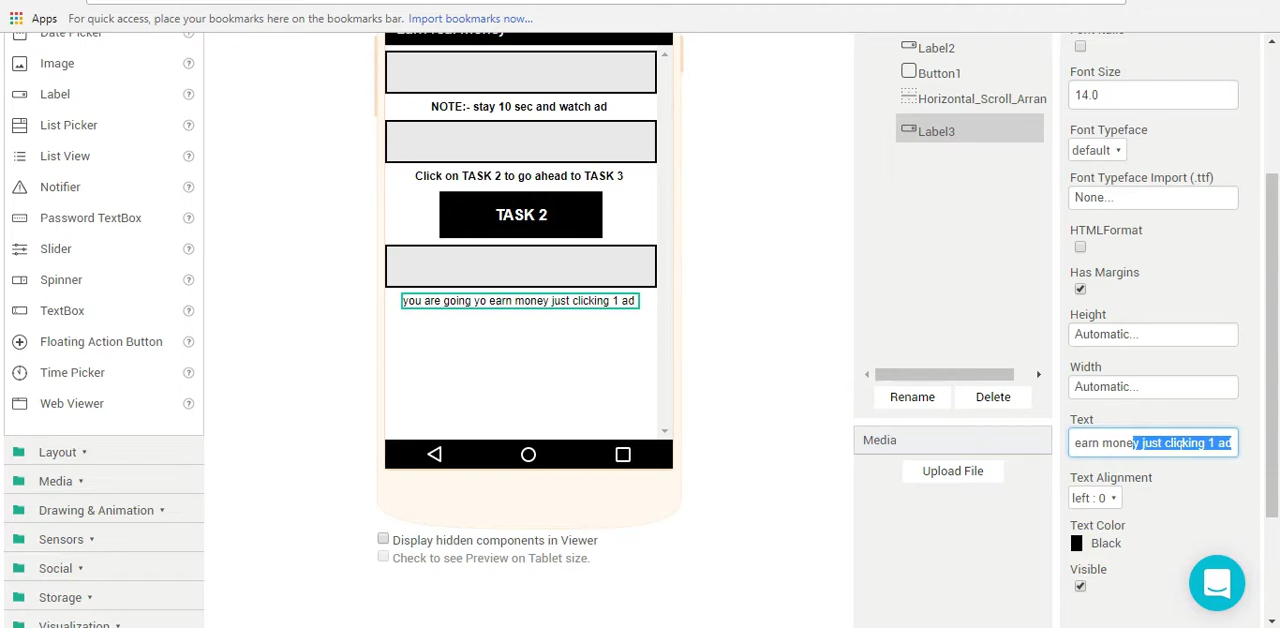 Apps For quick access, place your bookmarks here on the bookmarks bar. Import bookmarks now...
Image
Label
List Picker
List View
Notifier
Password TextBox
Slider
Spinner
TextBox
Floating Action Button
Time Picker
Web Viewer
Layout
Media
Drawing & Animation
Sensors
Social
Storage
NOTE:- stay 10 sec and watch ad
Click on TASK 2 to go ahead to TASK 3
TASK 2
you are going yo earn money just clicking 1 ad
Display hidden components in Viewer
Check to see Preview on Tablet size.
Label2
Button1
Horizontal_Scroll_Arran
Label3
Rename
Delete
Media
Upload File
Font Size
14.0
Font Typeface
default
Font Typeface Import (.ttf)
None...
HTMLFormat
Has Margins
Height
Automatic...
Width
Automatic...
Text
earn money just clicking 1 ad
Text Alignment
left : 0
Text Color
Black
Visible